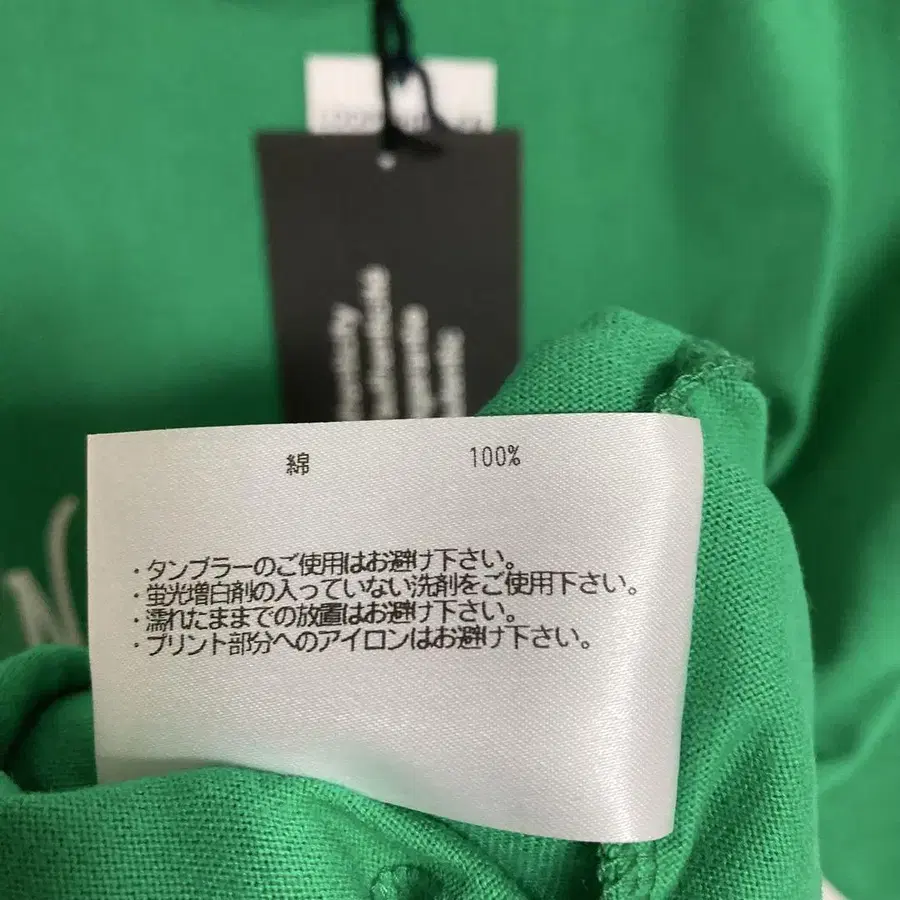 綿 100%
・タンブラーのご使用はお避け下さい。
・蛍光増白剤の入っていない洗剤をご使用下さい。
・濡れたままでの放置はお避け下さい。
・プリント部分へのアイロンはお避け下さい。